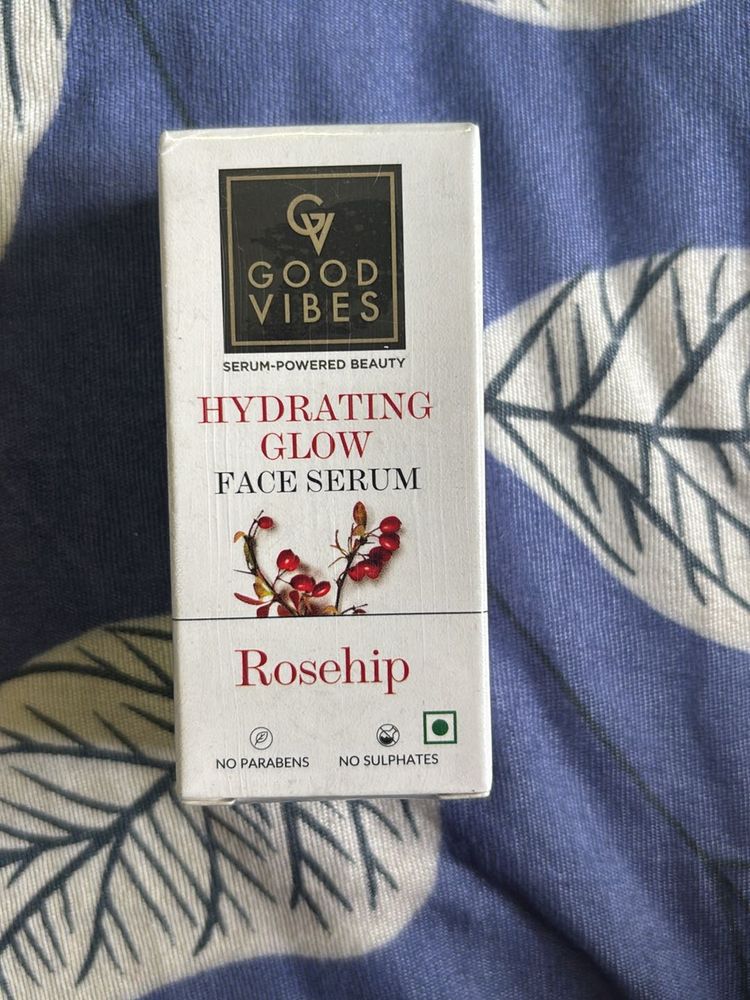 GV
GOOD
VIBES
SERUM-POWERED BEAUTY
HYDRATING
GLOW
FACE SERUM
Rosehip
NO PARABENS NO SULPHATES